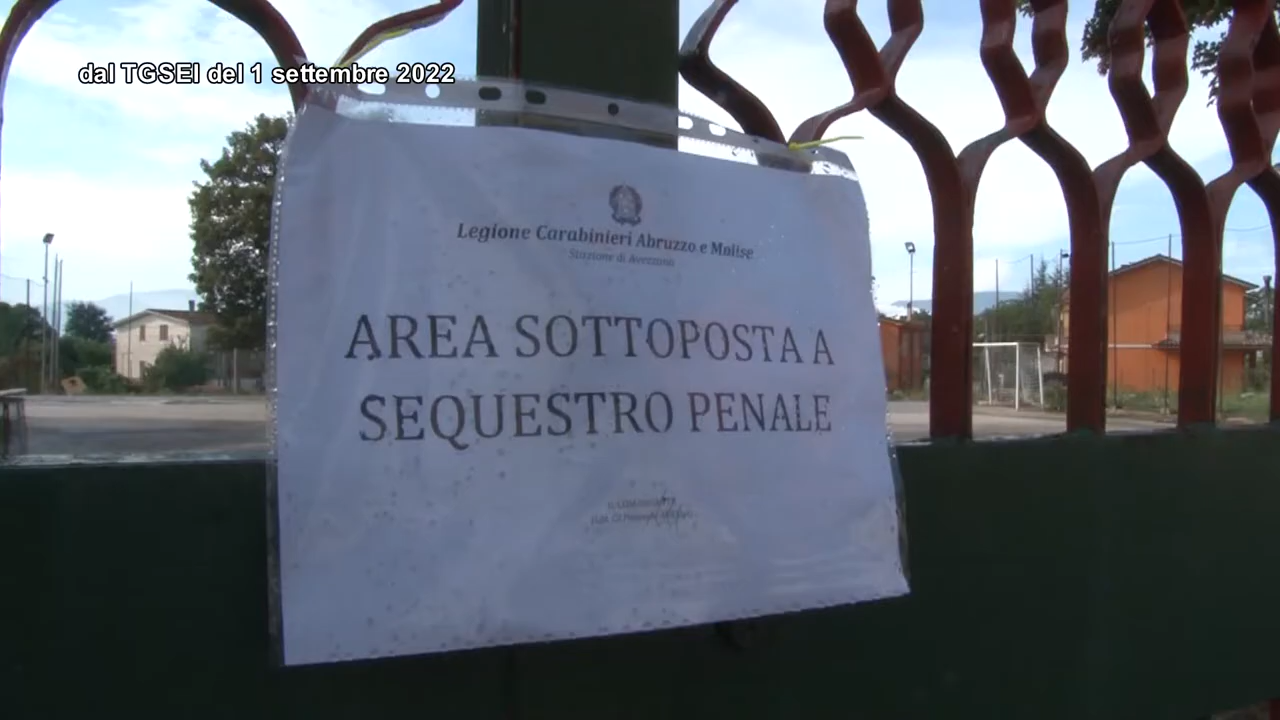 dal TGSEI del 1 settembre 2022
Legione Carabinieri Abruzzo e Molise
Stazione di Avezzano
AREA SOTTOPOSTA A
SEQUESTRO PENALE